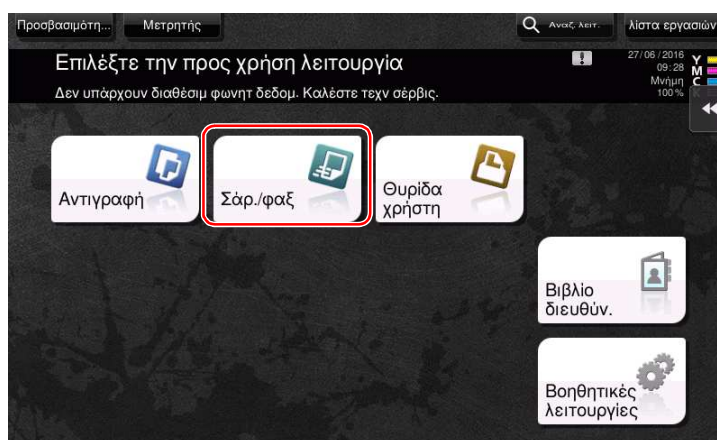 Προσβασιμότη...
Μετρητής
Αναζ. λειτ.
λίστα εργασιών
Επιλέξτε την προς χρήση λειτουργία
Δεν υπάρχουν διαθέσιμ φωνητ δεδομ. Καλέστε τεχν σέρβις.
27/06/2016
09:28
Μνήμη
100%
Y
M
C
K
Αντιγραφή
Σάρ./φαξ
Θυρίδα
χρήστη
Βιβλίο
διευθύν.
Βοηθητικές
λειτουργίες